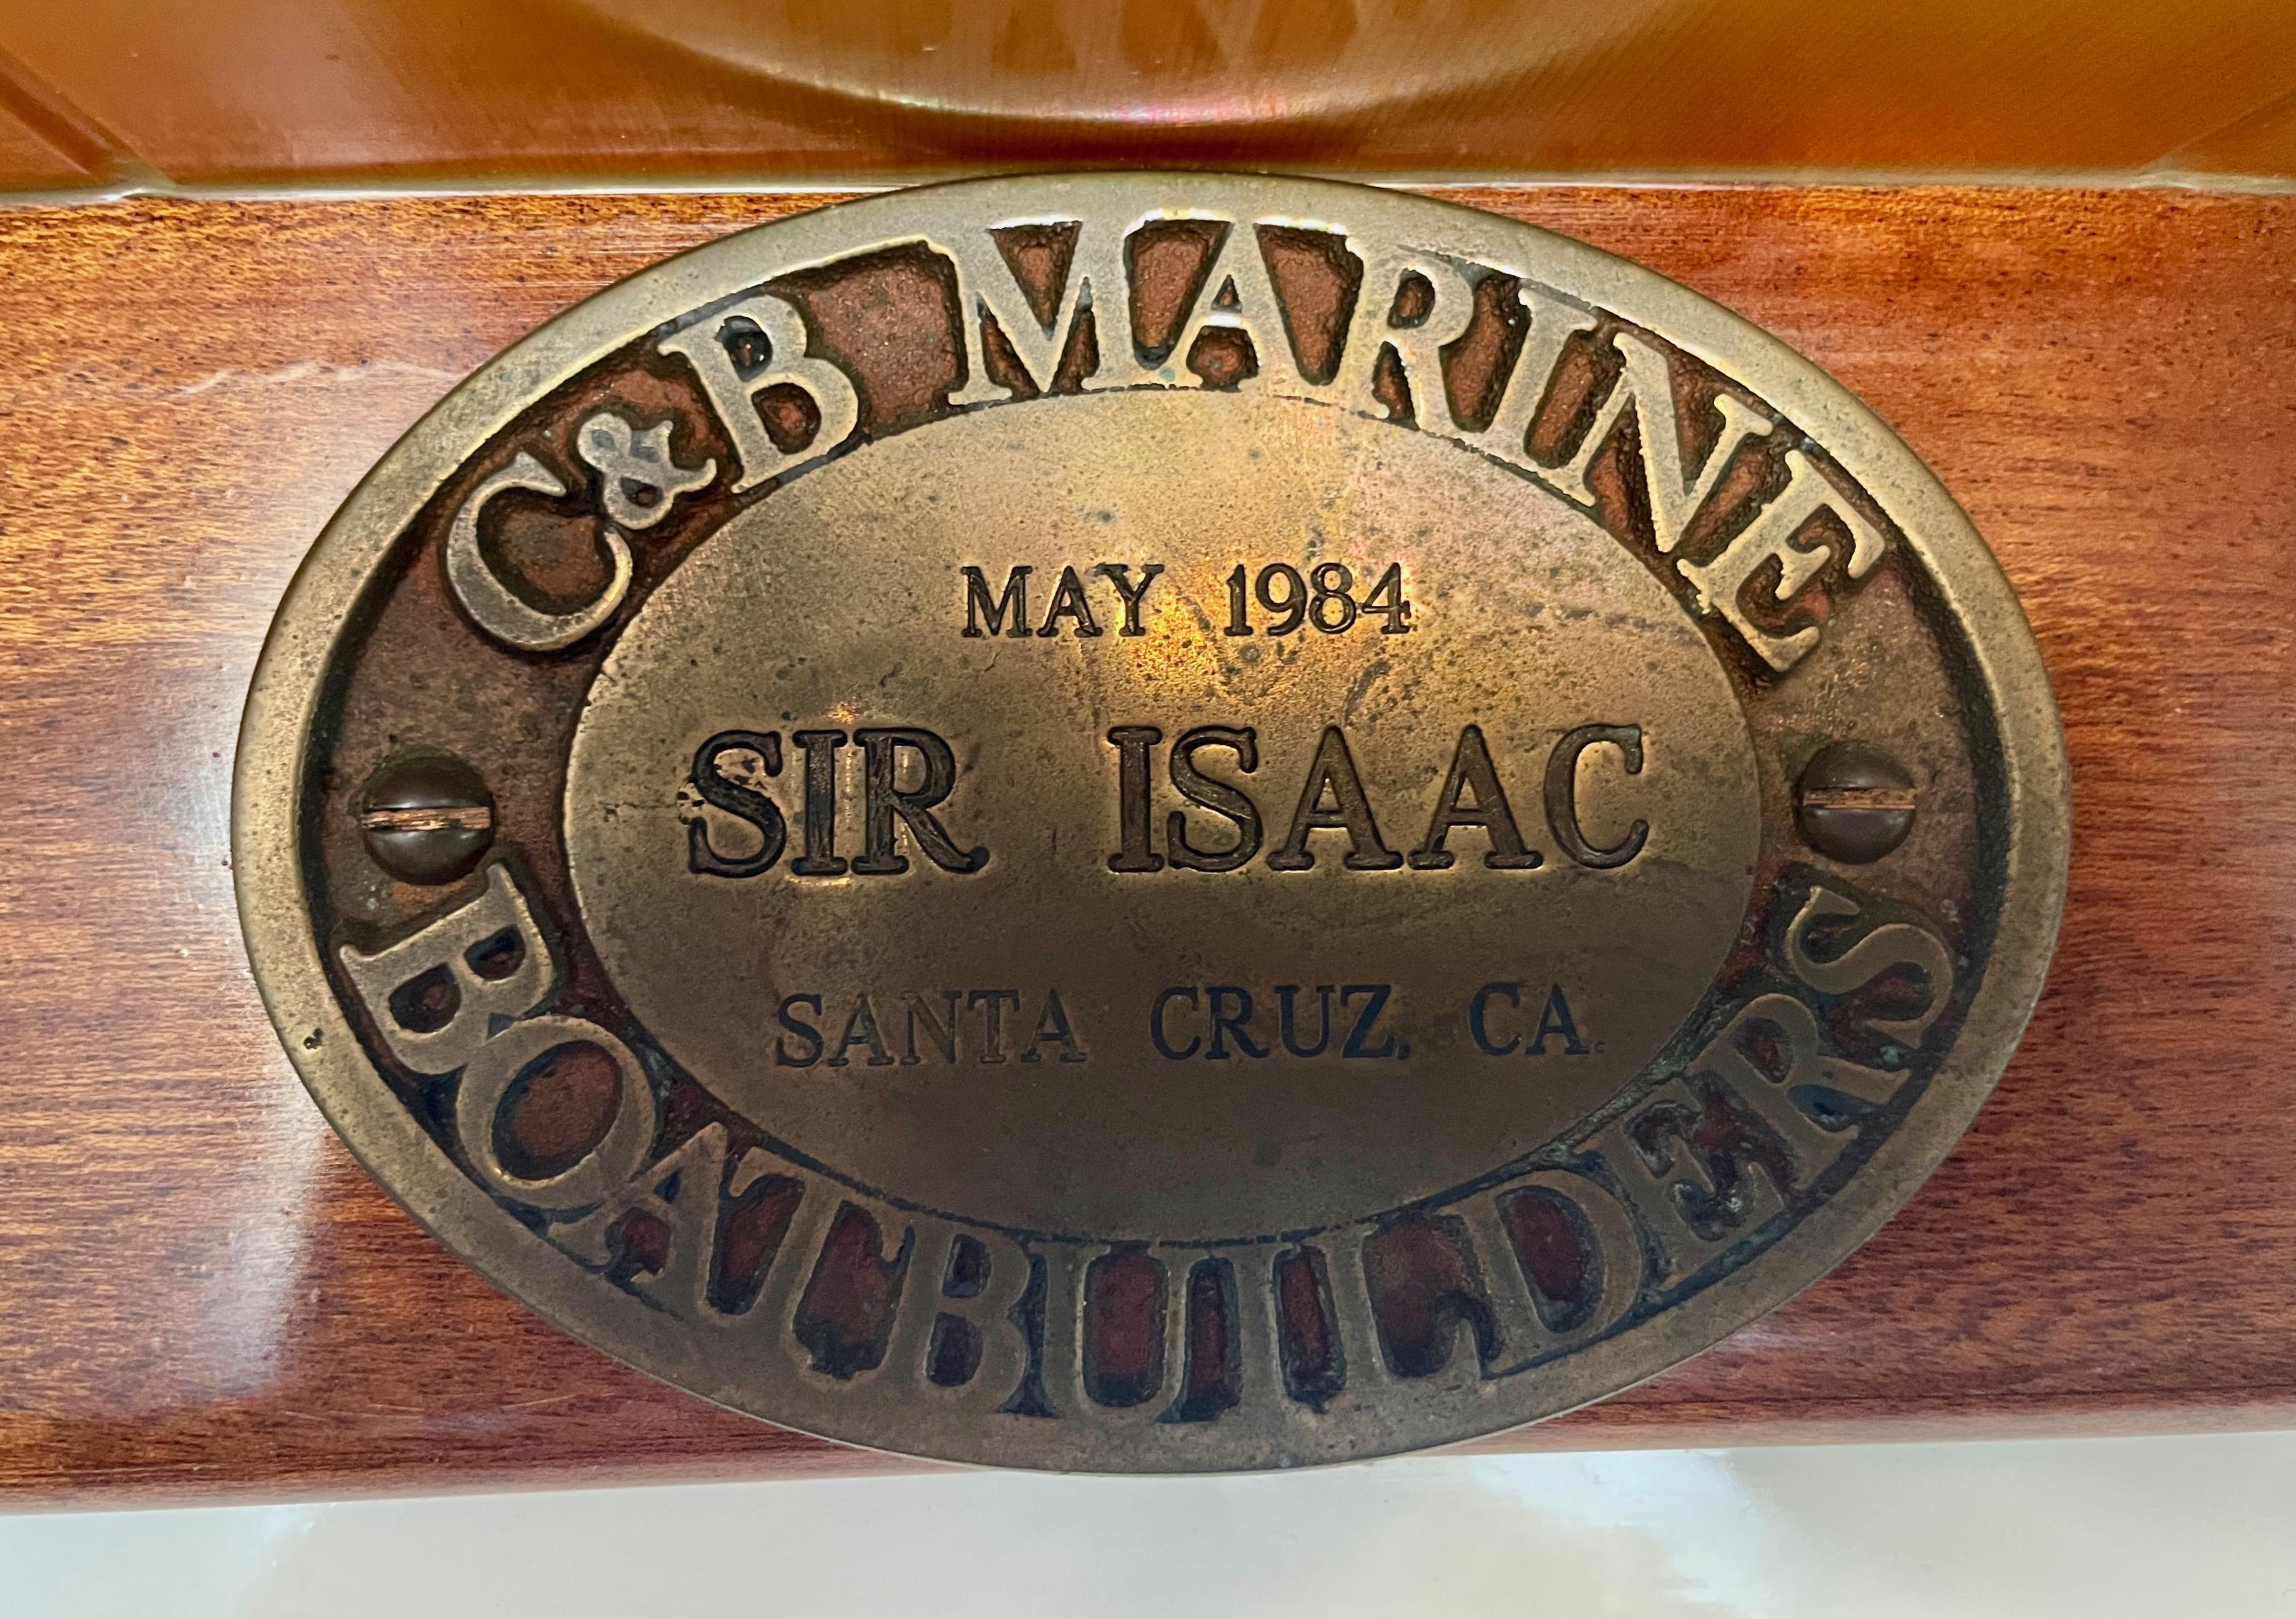 C&B MARINE
MAY 1984
SIR ISAAC
SANTA CRUZ. CA.
BOATBUILDERS